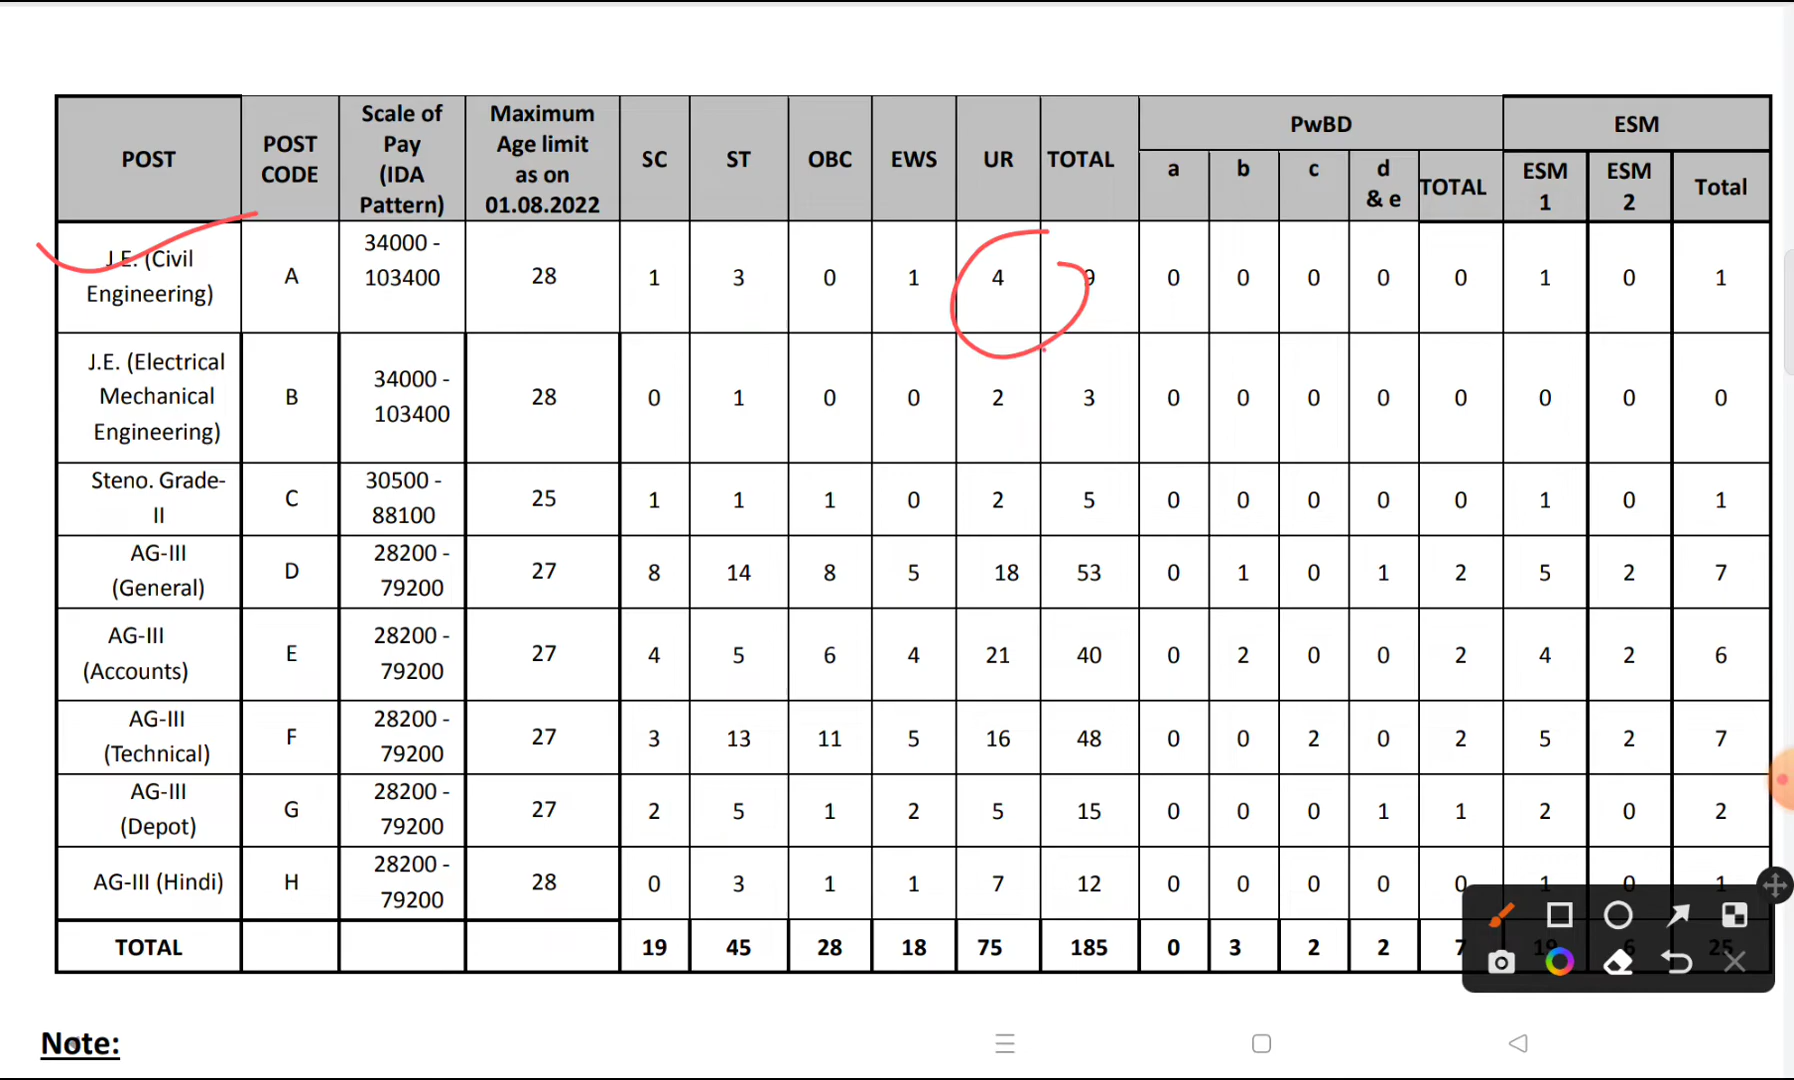 POST POST CODE Scale of Pay (IDA Pattern) Maximum Age limit as on 01.08.2022 SC ST OBC EWS UR TOTAL PwBD ESM
a b c d & e TOTAL ESM 1 ESM 2 Total
J.E. (Civil Engineering) A 34000 - 103400 28 1 3 0 1 4 9 0 0 0 0 0 1 0 1
J.E. (Electrical Mechanical Engineering) B 34000 - 103400 28 0 1 0 0 2 3 0 0 0 0 0 0 0 0
Steno. Grade- II C 30500 - 88100 25 1 1 1 0 2 5 0 0 0 0 0 1 0 1
AG-III (General) D 28200 - 79200 27 8 14 8 5 18 53 0 1 0 1 2 5 2 7
AG-III (Accounts) E 28200 - 79200 27 4 5 6 4 21 40 0 2 0 0 2 4 2 6
AG-III (Technical) F 28200 - 79200 27 3 13 11 5 16 48 0 0 2 0 2 5 2 7
AG-III (Depot) G 28200 - 79200 27 2 5 1 2 5 15 0 0 0 1 1 2 0 2
AG-III (Hindi) H 28200 - 79200 28 0 3 1 1 7 12 0 0 0 0 0 1 0 1
TOTAL 19 45 28 18 75 185 0 3 2 2 7 19 6 25
Note: